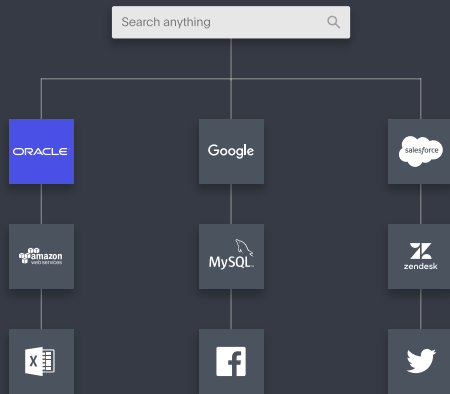 Search anything
ORACLE
Google
salesforce
amazon
web services
MySQL
zendesk
X